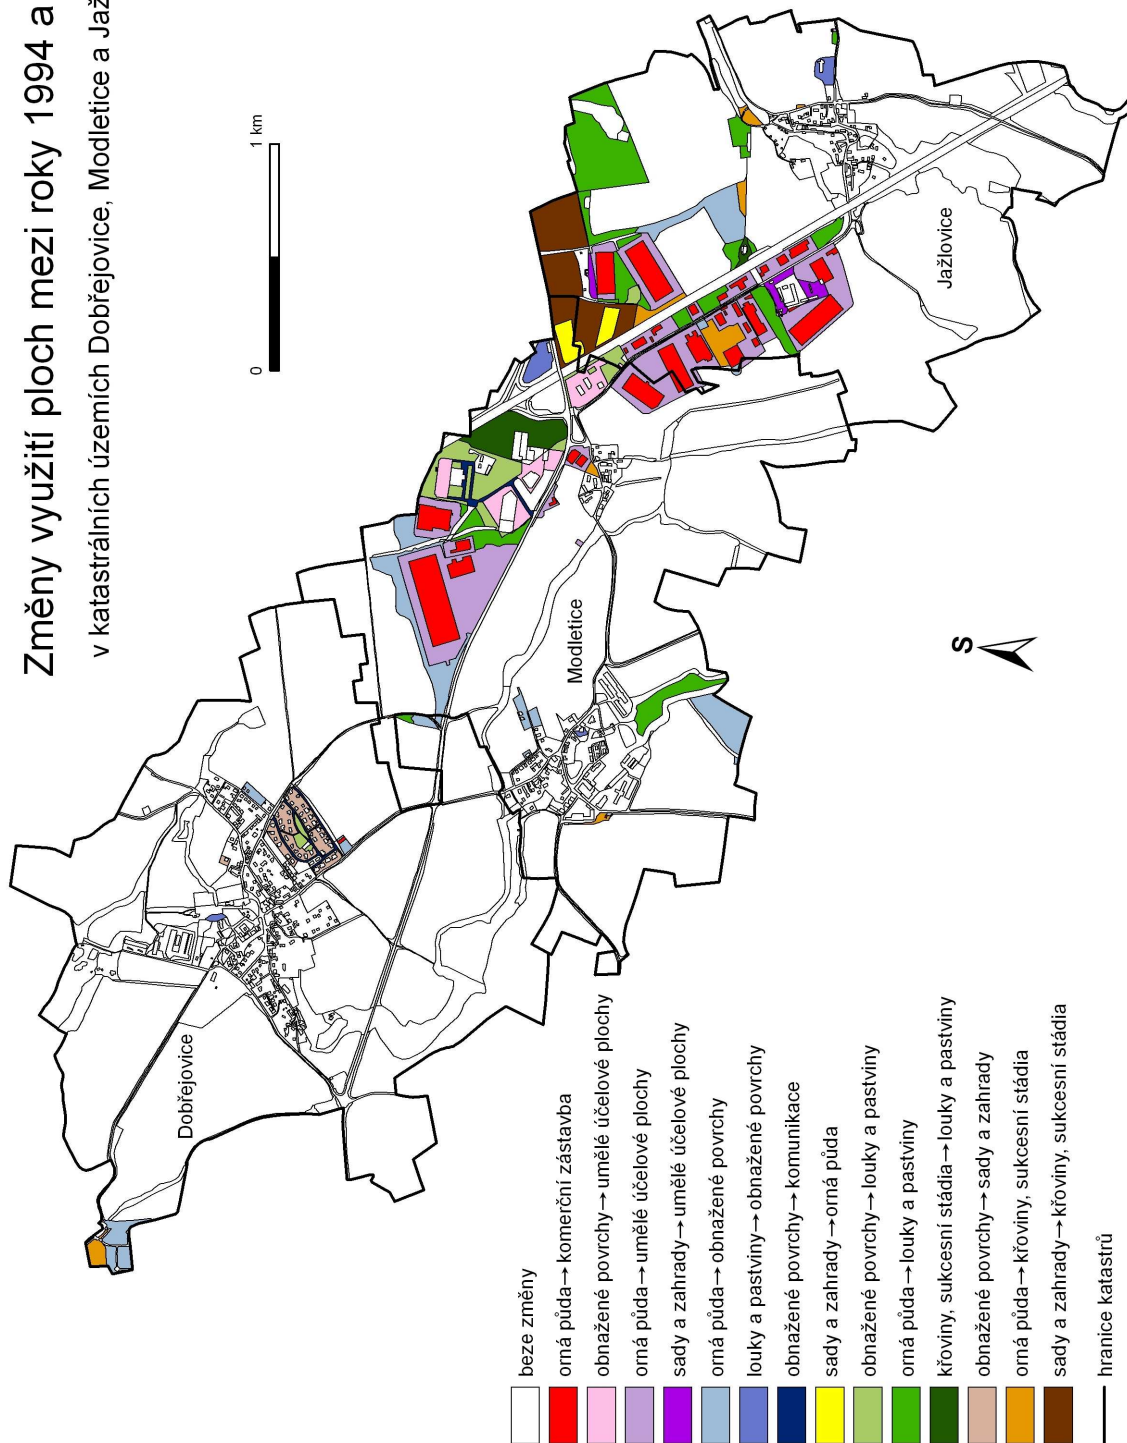 Změny využití ploch mezi roky 1994 a
v katastrálních územích Dobřejovice, Modletice a
0
1 km
Dobřejovice
Modletice
Jažlovice
S
beze změny
orná půda→komerční zástavba
obnažené povrchy→umělé účelové plochy
orná půda→umělé účelové plochy
sady a zahrady→umělé účelové plochy
orná půda→obnažené povrchy
louky a pastviny→obnažené povrchy
obnažené povrchy→komunikace
sady a zahrady→orná půda
obnažené povrchy→louky a pastviny
orná půda→louky a pastviny
křoviny, sukcesní stádia→louky a pastviny
obnažené povrchy→sady a zahrady
orná půda→křoviny, sukcesní stádia
sady a zahrady→křoviny, sukcesní stádia
hranice katastrů